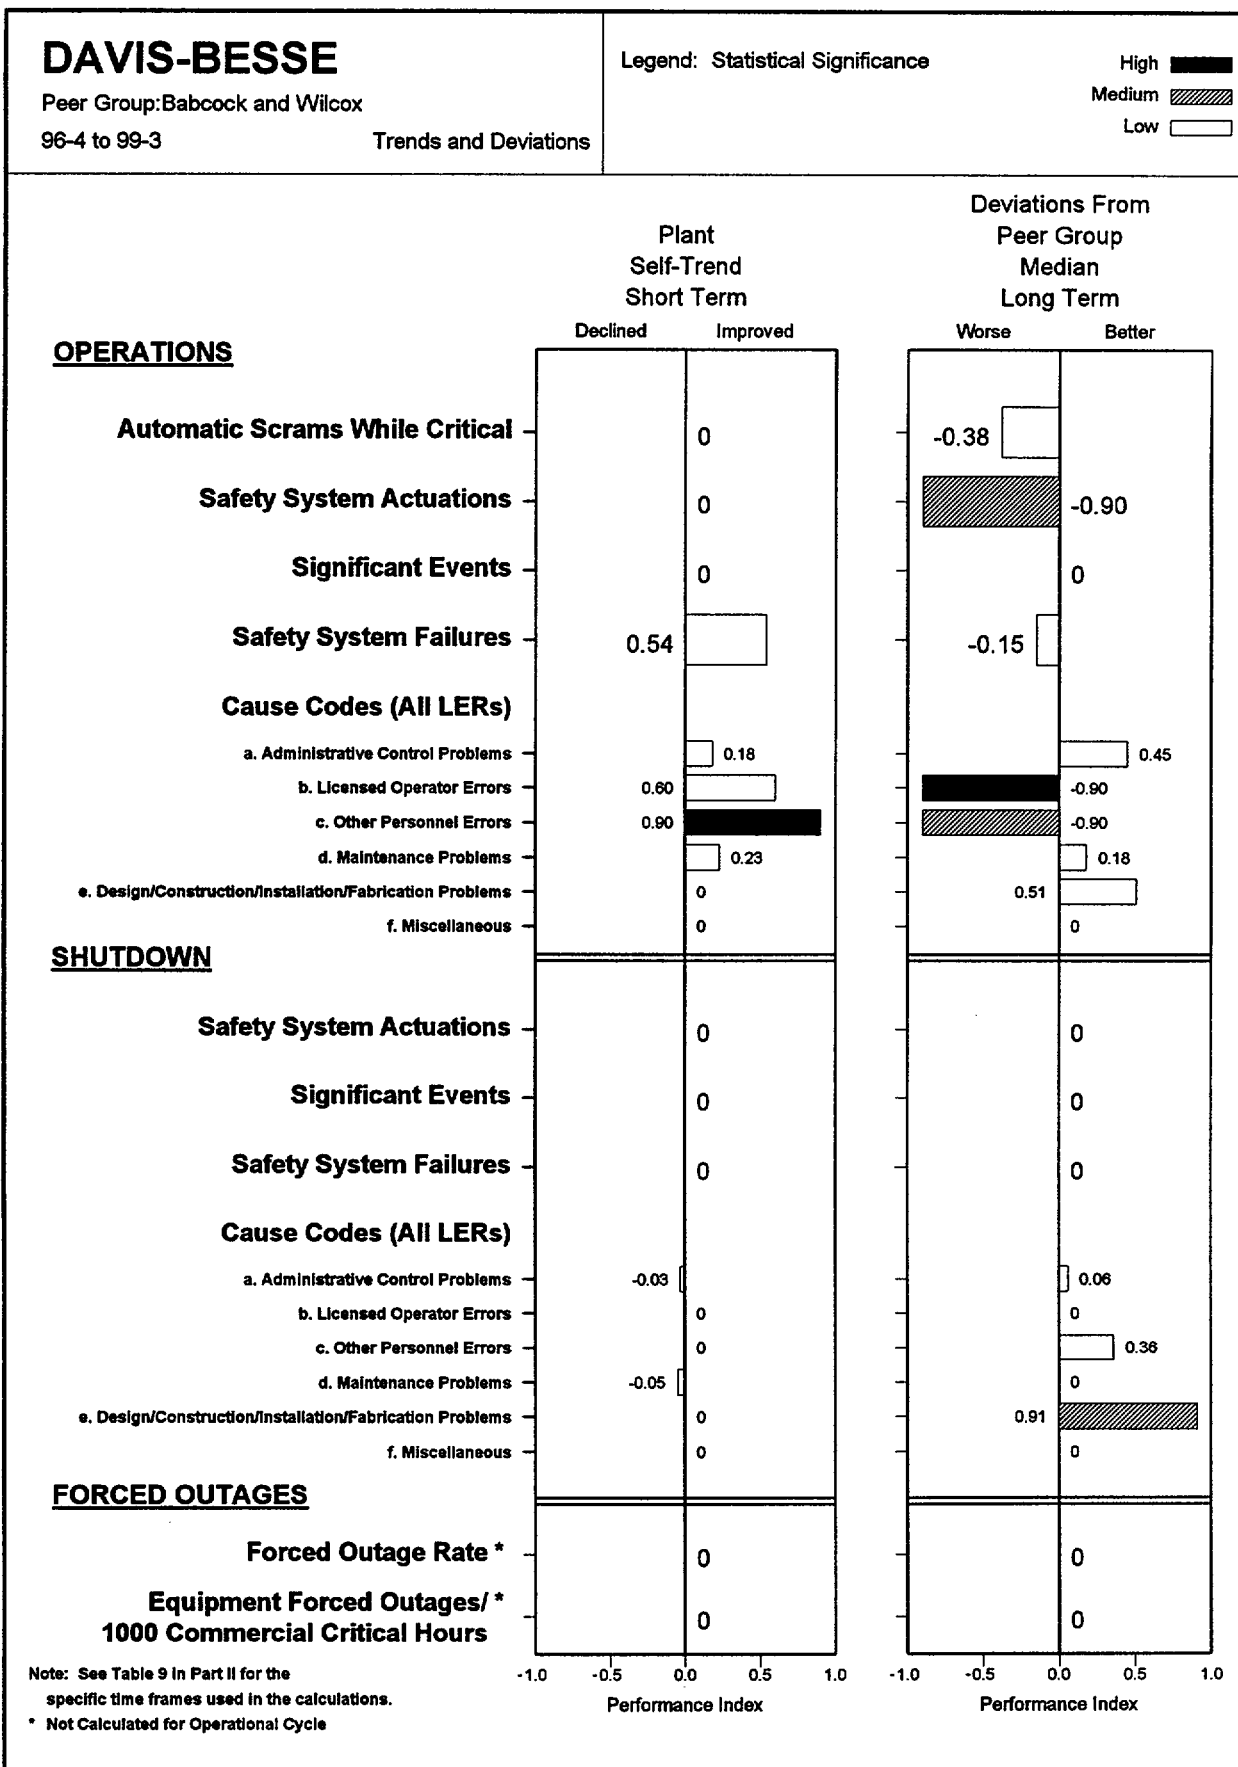 DAVIS-BESSE
Peer Group:Babcock and Wilcox
96-4 to 99-3 Trends and Deviations
Legend: Statistical Significance
High
Medium
Low
Plant
Self-Trend
Short Term
Declined Improved
Deviations From
Peer Group
Median
Long Term
Worse Better
OPERATIONS
Automatic Scrams While Critical 0 -0.38
Safety System Actuations 0 -0.90
Significant Events 0 0
Safety System Failures 0.54 -0.15
Cause Codes (All LERs)
a. Administrative Control Problems 0.18 0.45
b. Licensed Operator Errors 0.60 -0.90
c. Other Personnel Errors 0.90 -0.90
d. Maintenance Problems 0.23 0.18
e. Design/Construction/Installation/Fabrication Problems 0 0.51
f. Miscellaneous 0 0
SHUTDOWN
Safety System Actuations 0 0
Significant Events 0 0
Safety System Failures 0 0
Cause Codes (All LERs)
a. Administrative Control Problems -0.03 0.06
b. Licensed Operator Errors 0 0
c. Other Personnel Errors 0 0.36
d. Maintenance Problems -0.05 0
e. Design/Construction/Installation/Fabrication Problems 0 0.91
f. Miscellaneous 0 0
FORCED OUTAGES
Forced Outage Rate * 0 0
Equipment Forced Outages/ *
1000 Commercial Critical Hours 0 0
-1.0 -0.5 0.0 0.5 1.0 -1.0 -0.5 0.0 0.5 1.0
Performance Index Performance Index
Note: See Table 9 in Part II for the
specific time frames used in the calculations.
* Not Calculated for Operational Cycle